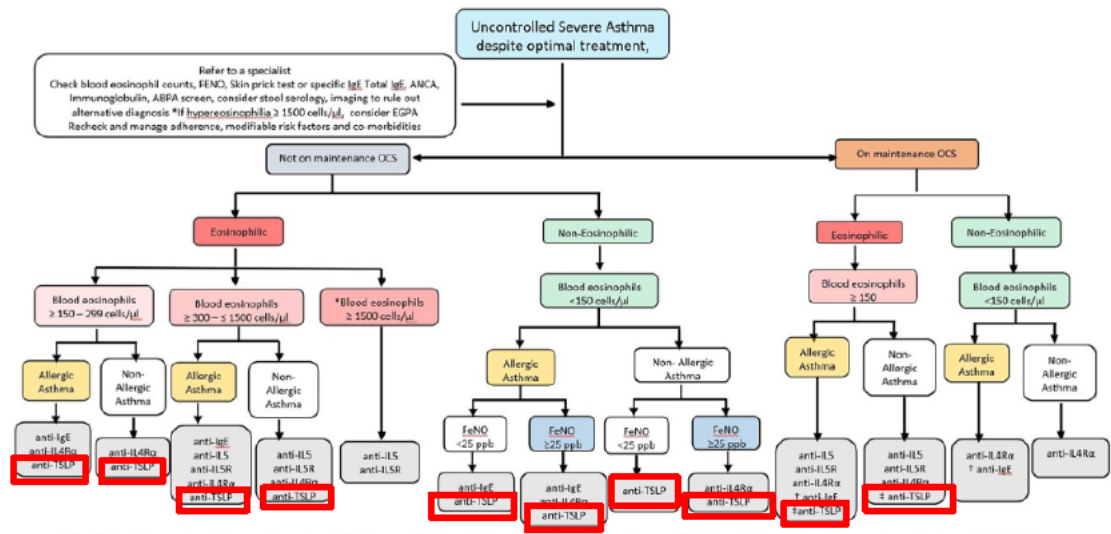 Uncontrolled Severe Asthma
despite optimal treatment,
Refer to a specialist
Check blood eosinophil counts, FENO, Skin prick test or specific IgE Total IgE, ANCA,
Immunoglobulin, ABPA screen, consider stool serology, imaging to rule out
alternative diagnosis *If hypereosinophilia ≥ 1500 cells/µl, consider EGPA
Recheck and manage adherence, modifiable risk factors and co-morbidities
Not on maintenance OCS
On maintenance OCS
Eosinophilic
Non-Eosinophilic
Eosinophilic
Non-Eosinophilic
Blood eosinophils
≥ 150 – 299 cells/µl
Blood eosinophils
≥ 300 – ≤ 1500 cells/µl
*Blood eosinophils
≥ 1500 cells/µl
Blood eosinophils
<150 cells/µl
Blood eosinophils
≥ 150
Blood eosinophils
<150 cells/µl
Allergic
Asthma
Non-
Allergic
Asthma
Allergic
Asthma
Non-
Allergic
Asthma
Allergic
Asthma
Non- Allergic
Asthma
Allergic
Asthma
Non-
Allergic
Asthma
Allergic
Asthma
Non-
Allergic
Asthma
FeNO
<25 ppb
FeNO
≥25 ppb
FeNO
<25 ppb
FeNO
≥25 ppb
anti-IgE
anti-IL4Rα
anti-TSLP
anti-IL4Rα
anti-TSLP
anti-IgE
anti-IL5
anti-IL5R
anti-IL4Rα
anti-TSLP
anti-IL5
anti-IL5R
anti-IL4Rα
anti-TSLP
anti-IL5
anti-IL5R
anti-IgE
anti-TSLP
anti-IgE
anti-IL4Rα
anti-TSLP
anti-TSLP
anti-IL4Rα
anti-TSLP
anti-IL5
anti-IL5R
anti-IL4Rα
† anti-IgE
‡anti-TSLP
anti-IL5
anti-IL5R
anti-IL4Rα
‡ anti-TSLP
anti-IL4Rα
† anti-IgE
anti-IL4Rα